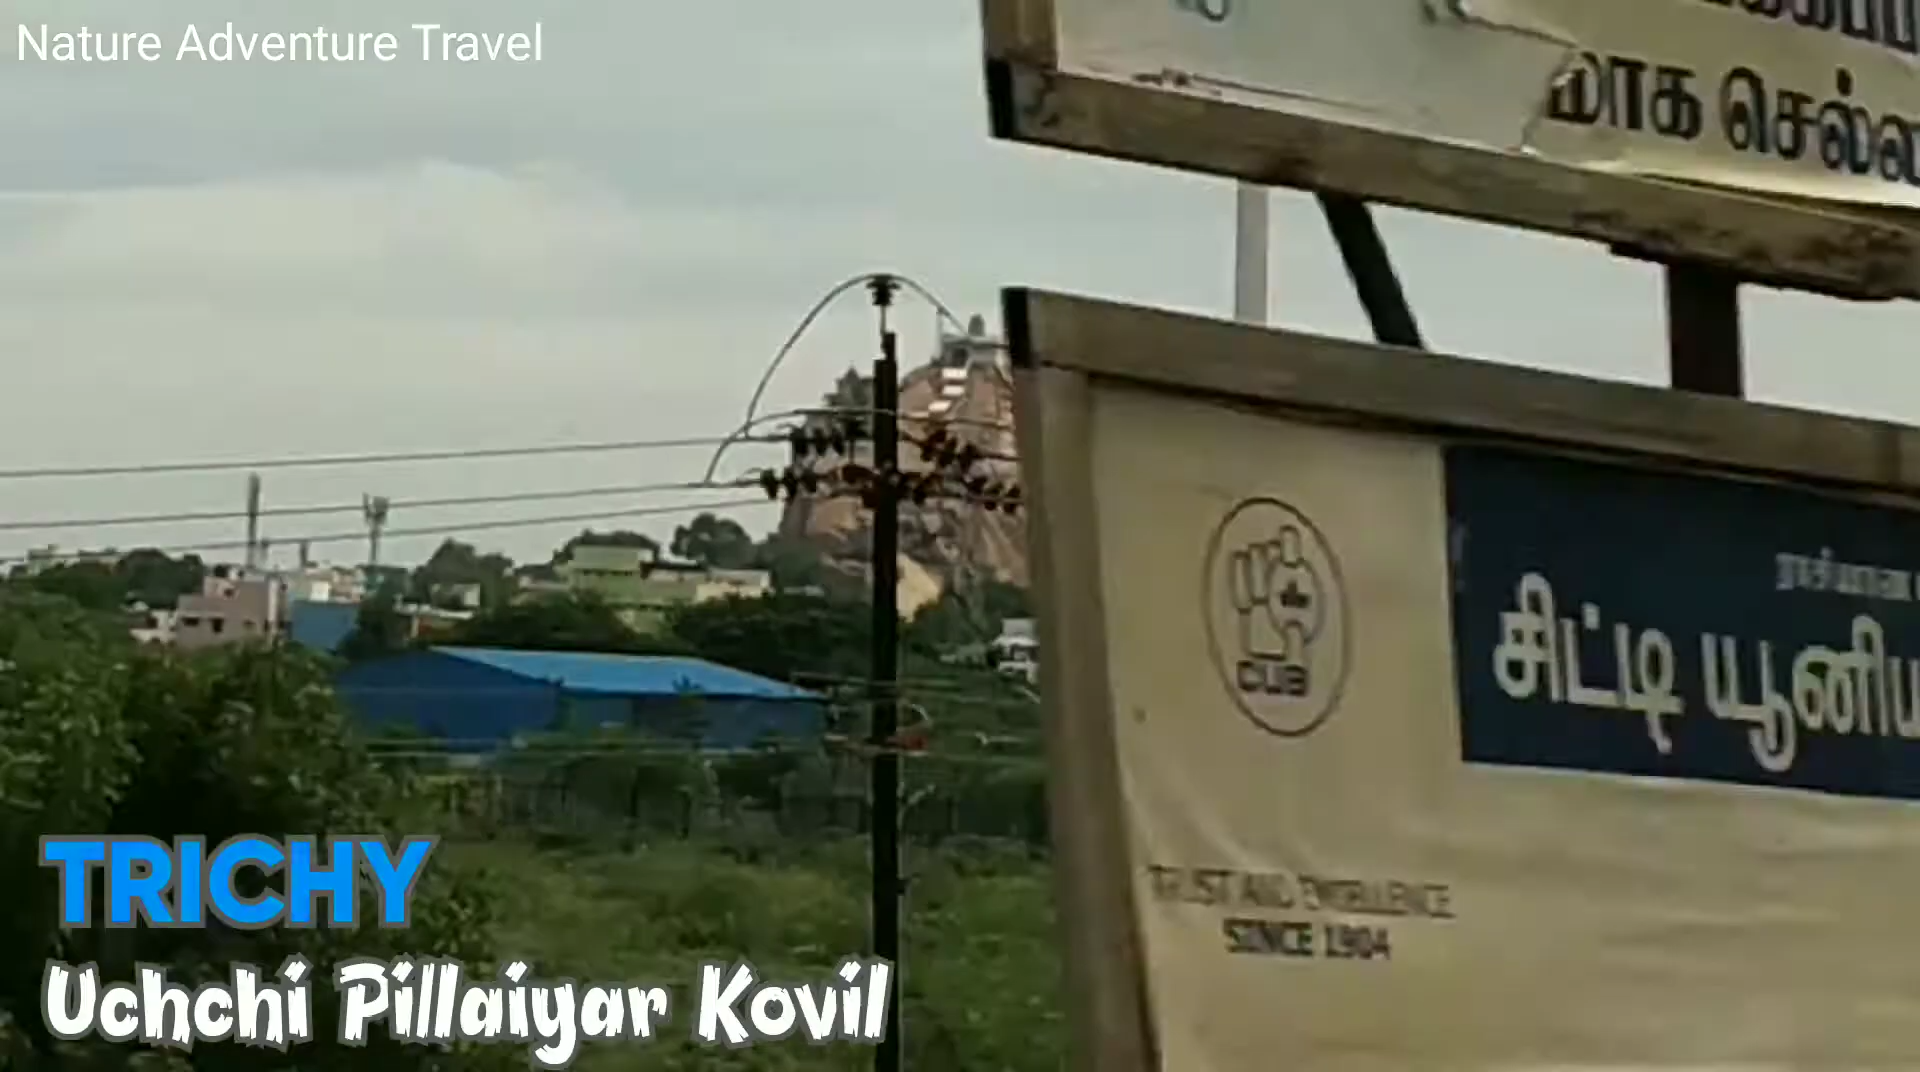 Nature Adventure Travel
மாக செல்ல
CUB
சிட்டி யூனிய
TRUST AND EXCELLENCE
SINCE 1904
TRICHY
Uchchi Pillaiyar Kovil